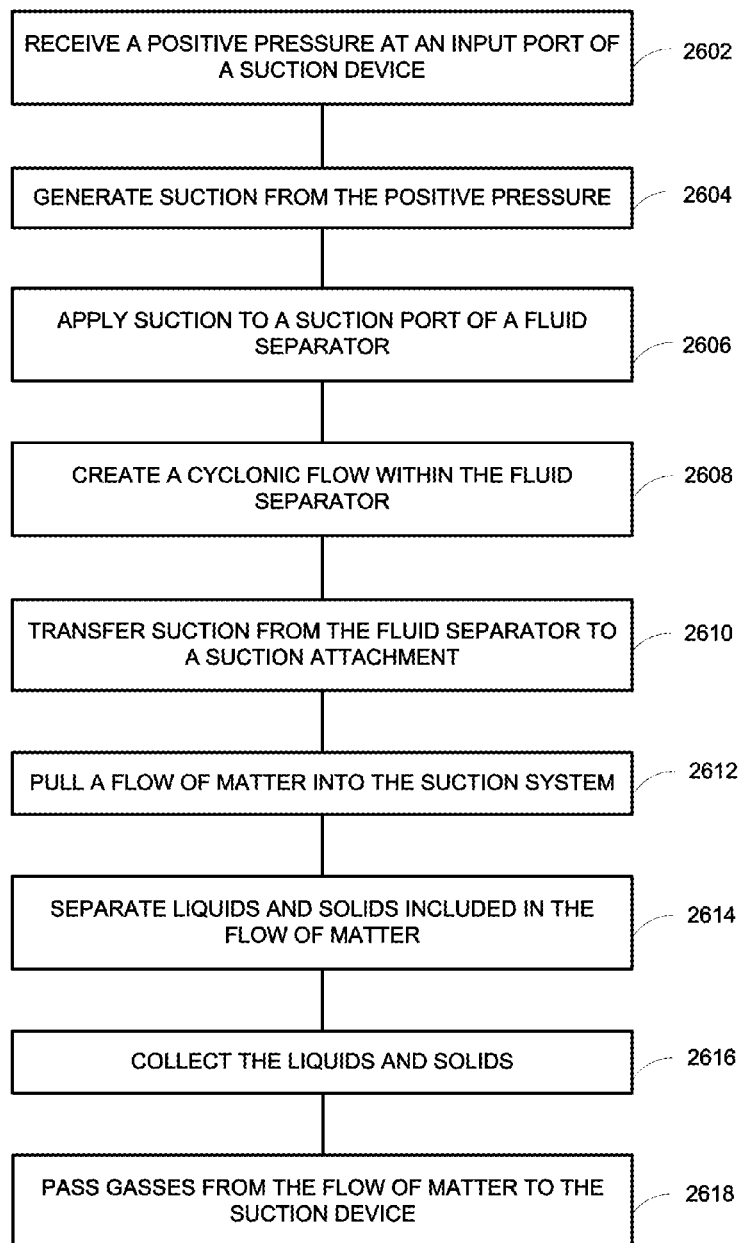 RECEIVE A POSITIVE PRESSURE AT AN INPUT PORT OF
A SUCTION DEVICE
2602
GENERATE SUCTION FROM THE POSITIVE PRESSURE
2604
APPLY SUCTION TO A SUCTION PORT OF A FLUID
SEPARATOR
2606
CREATE A CYCLONIC FLOW WITHIN THE FLUID
SEPARATOR
2608
TRANSFER SUCTION FROM THE FLUID SEPARATOR TO
A SUCTION ATTACHMENT
2610
PULL A FLOW OF MATTER INTO THE SUCTION SYSTEM
2612
SEPARATE LIQUIDS AND SOLIDS INCLUDED IN THE
FLOW OF MATTER
2614
COLLECT THE LIQUIDS AND SOLIDS
2616
PASS GASSES FROM THE FLOW OF MATTER TO THE
SUCTION DEVICE
2618